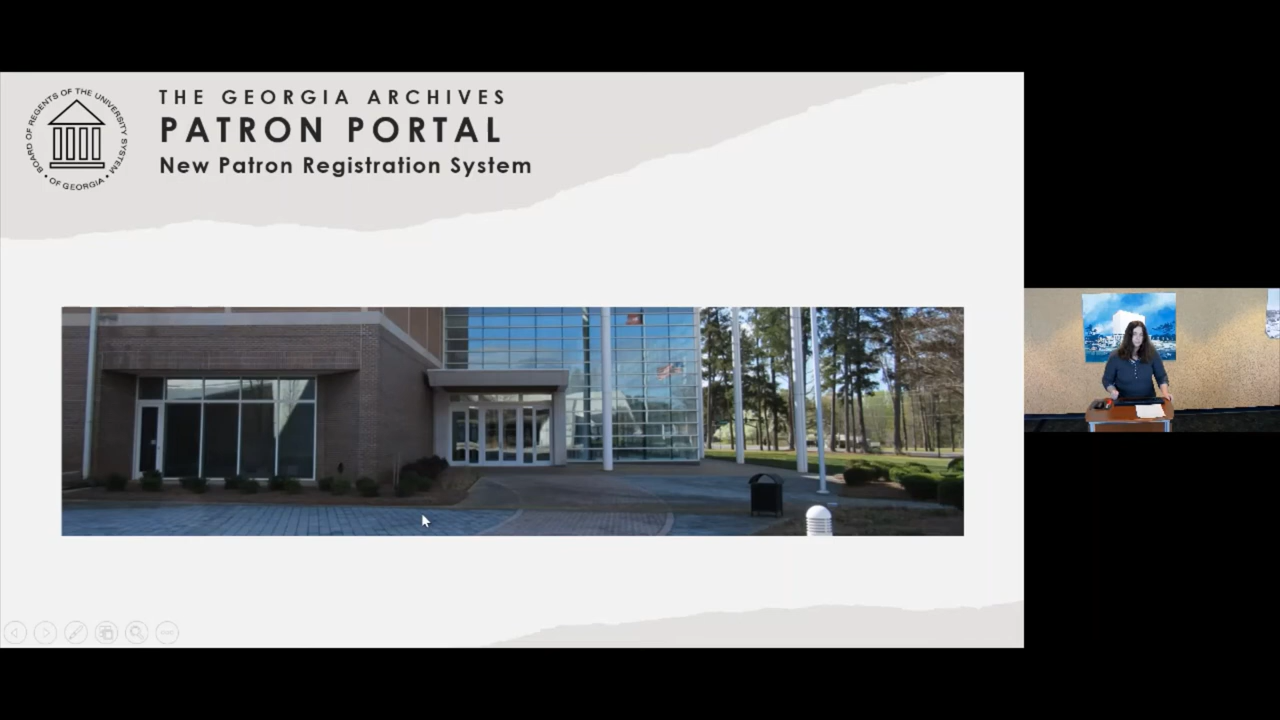 BOARD OF REGENTS OF THE UNIVERSITY SYSTEM
• OF GEORGIA •
THE GEORGIA ARCHIVES
PATRON PORTAL
New Patron Registration System